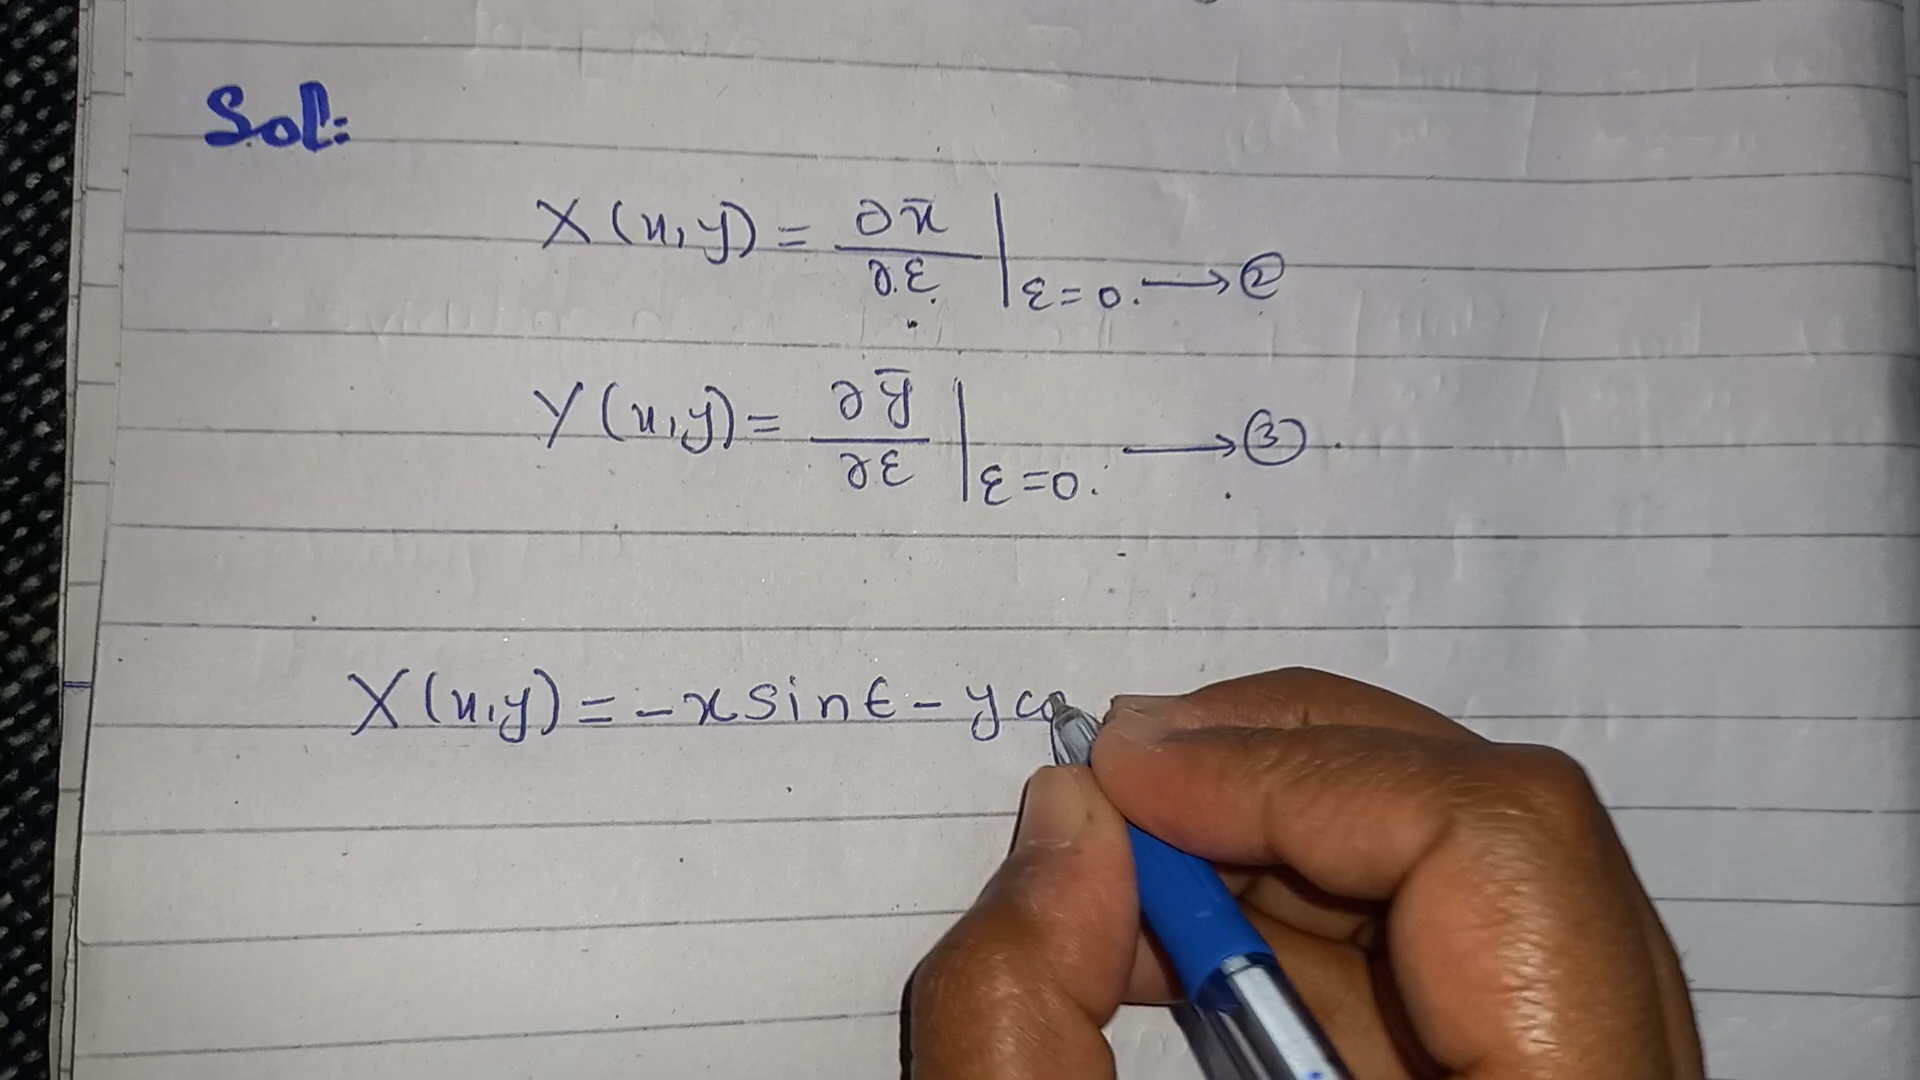 Sol:
X(x,y) = ∂x̄/∂ε |ε=0. → ②
Y(x,y) = ∂ȳ/∂ε |ε=0. → ③.
X(x,y) = -x sin ε - y co